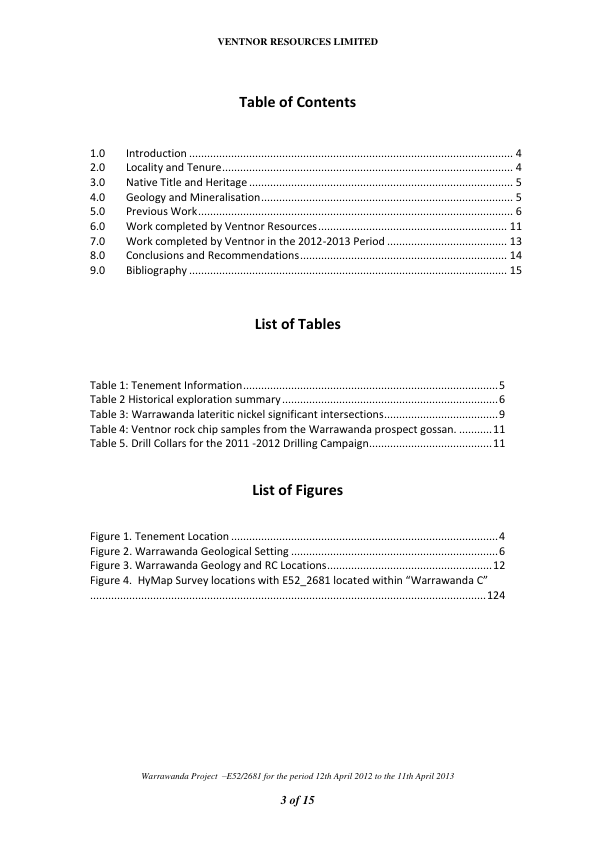 VENTNOR RESOURCES LIMITED
Table of Contents
1.0 Introduction ............................................................................................................ 4
2.0 Locality and Tenure................................................................................................. 4
3.0 Native Title and Heritage ........................................................................................ 5
4.0 Geology and Mineralisation.................................................................................... 5
5.0 Previous Work......................................................................................................... 6
6.0 Work completed by Ventnor Resources............................................................... 11
7.0 Work completed by Ventnor in the 2012-2013 Period ........................................ 13
8.0 Conclusions and Recommendations..................................................................... 14
9.0 Bibliography .......................................................................................................... 15
List of Tables
Table 1: Tenement Information.....................................................................................5
Table 2 Historical exploration summary........................................................................6
Table 3: Warrawanda lateritic nickel significant intersections......................................9
Table 4: Ventnor rock chip samples from the Warrawanda prospect gossan. ...........11
Table 5. Drill Collars for the 2011 -2012 Drilling Campaign.........................................11
List of Figures
Figure 1. Tenement Location .........................................................................................4
Figure 2. Warrawanda Geological Setting .....................................................................6
Figure 3. Warrawanda Geology and RC Locations.......................................................12
Figure 4.  HyMap Survey locations with E52_2681 located within “Warrawanda C”
....................................................................................................................................124
Warrawanda Project –E52/2681 for the period 12th April 2012 to the 11th April 2013
3 of 15